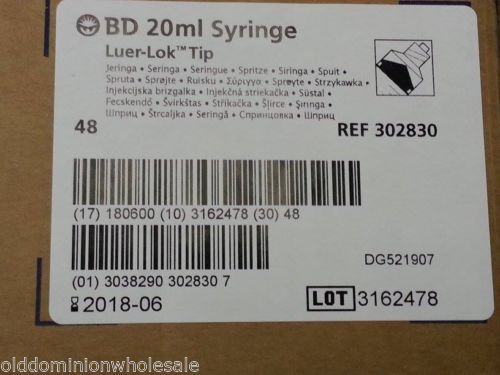 BD 20ml Syringe
Luer-Lok™ Tip
Jeringa • Seringa • Seringue • Spritze • Siringa • Spuit •
Spruta • Sprøjte • Ruisku • Σύριγγα • Sprøyte • Strzykawka •
Injekcijska brizgalka • Injekčná striekačka • Süstal •
Fecskendő • Švirkštas • Stříkačka • Šļirce • Şırınga •
Шприц • Štrcaljka • Seringă • Спринцовка • Шприц
48
REF 302830
(17) 180600 (10) 3162478 (30) 48
DG521907
(01) 3038290 302830 7
2018-06
LOT 3162478
olddominionwholesale